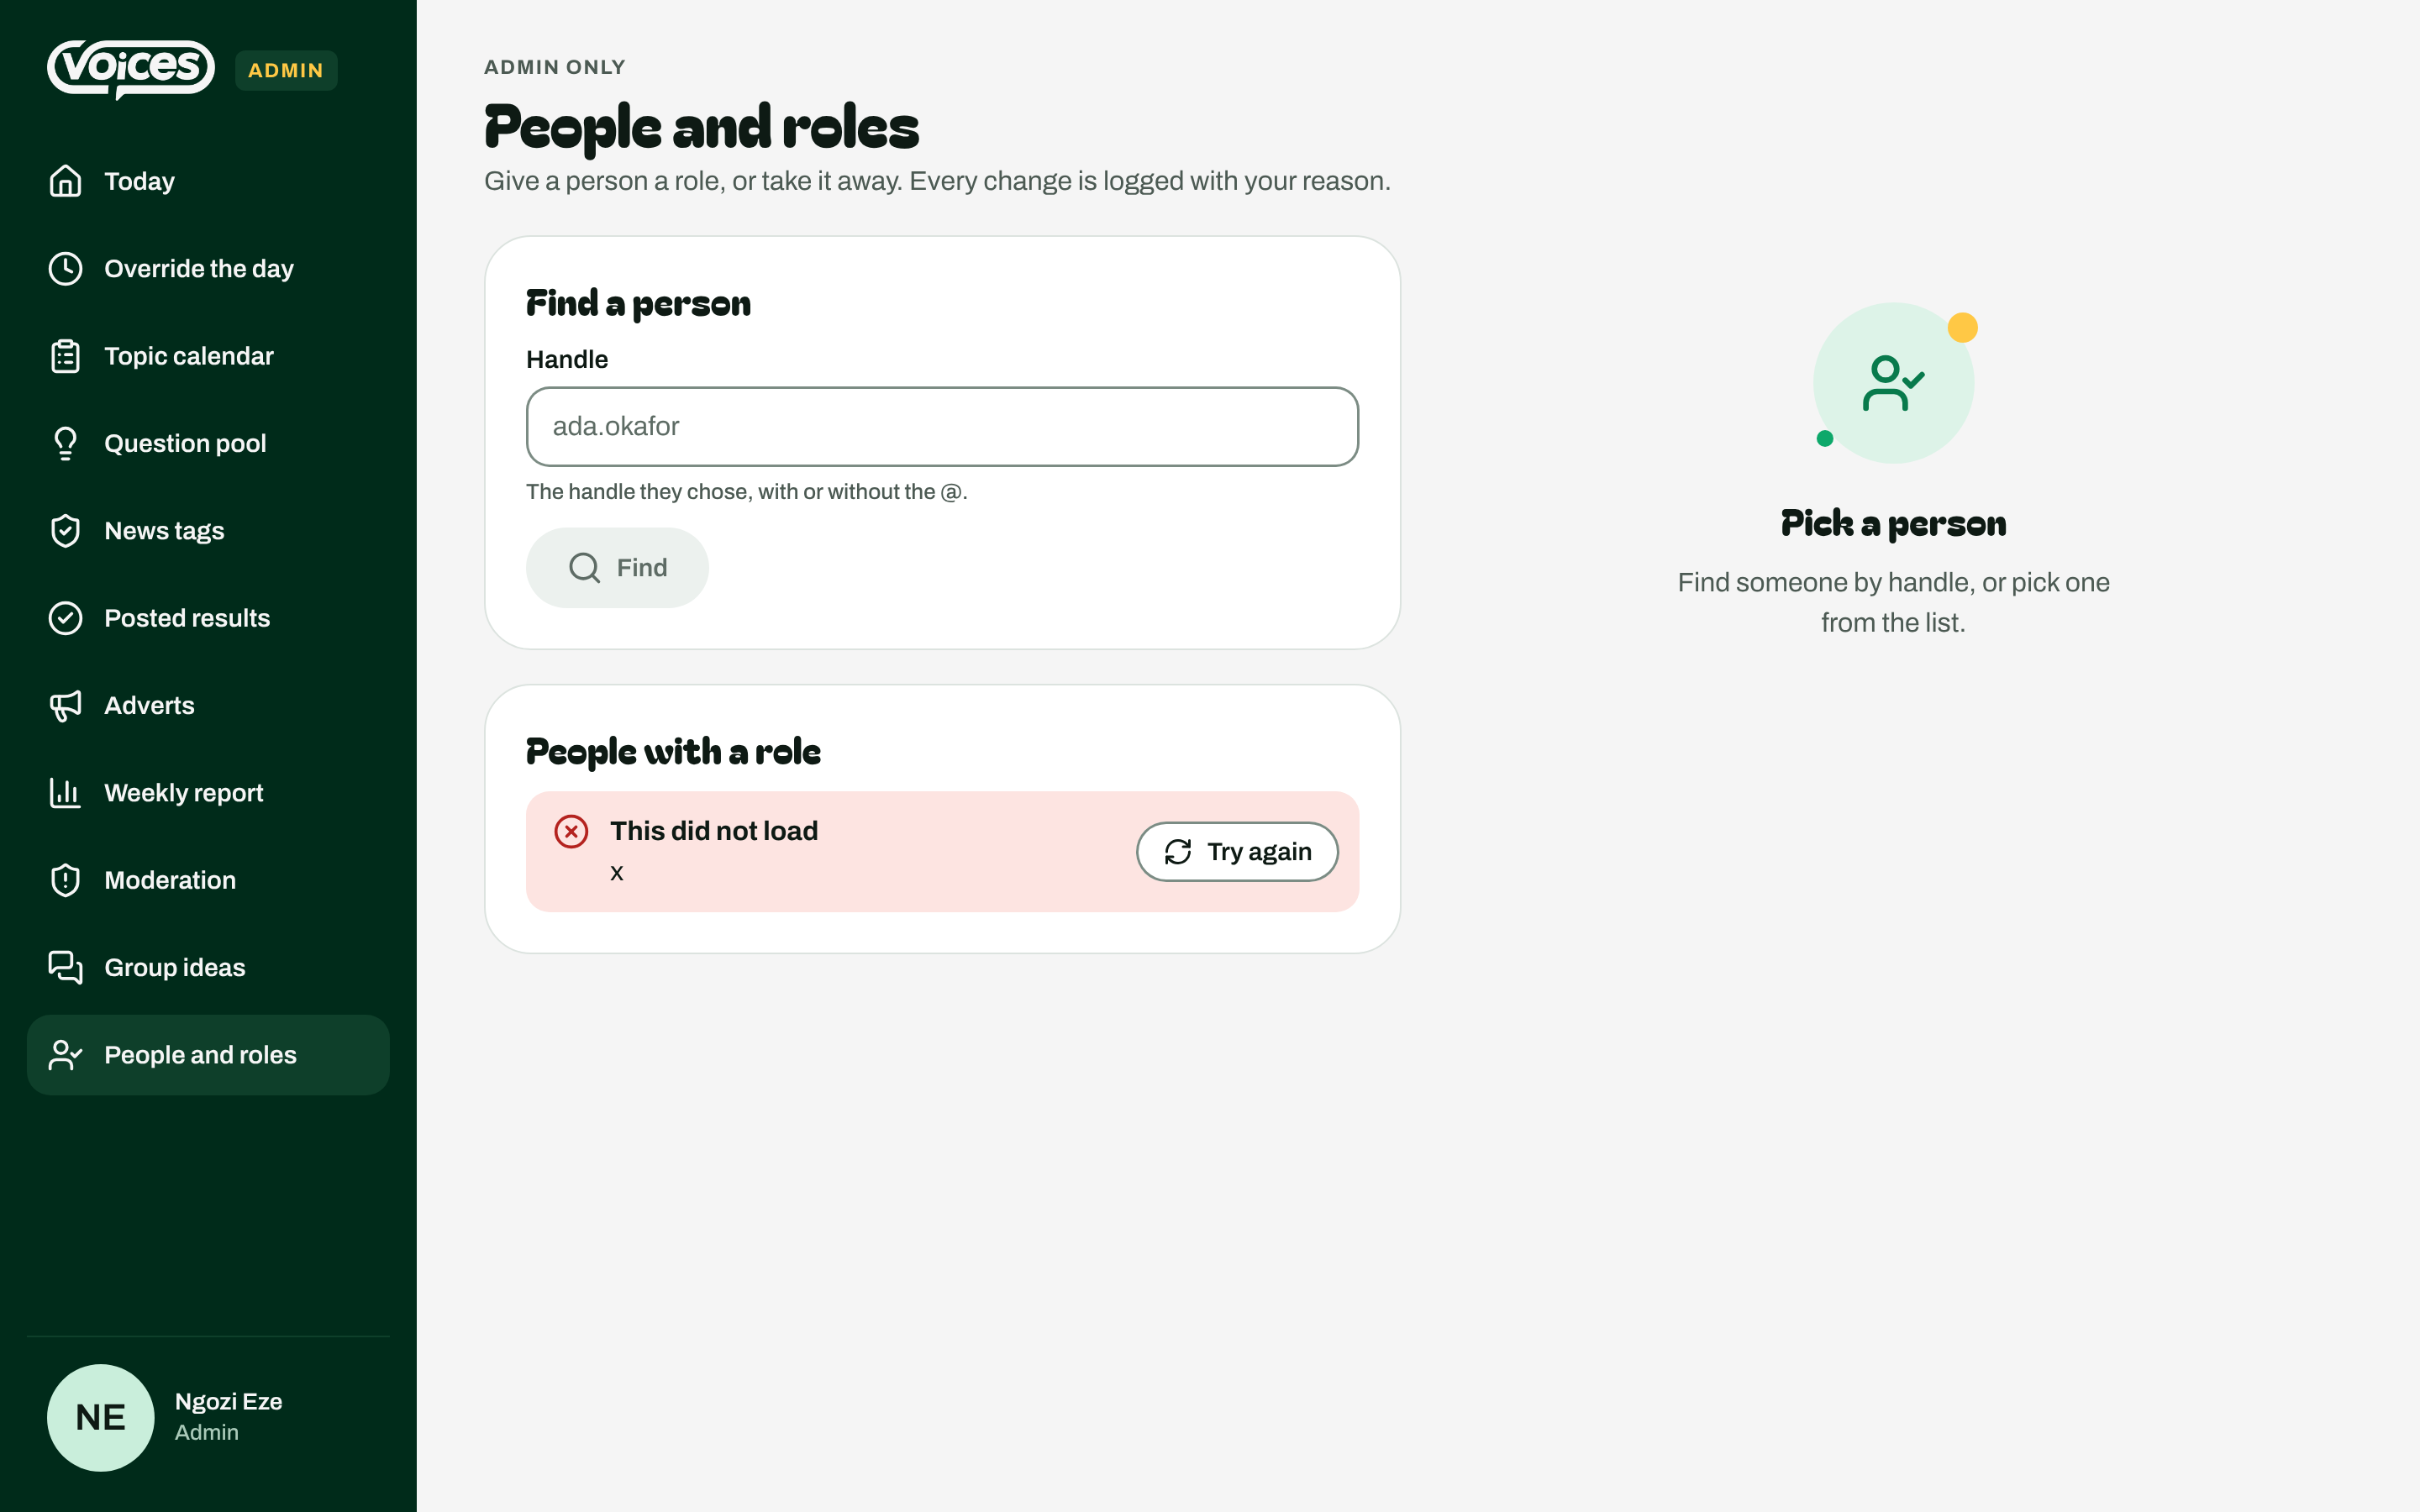 Voices
ADMIN
Today
Override the day
Topic calendar
Question pool
News tags
Posted results
Adverts
Weekly report
Moderation
Group ideas
People and roles
NE
Ngozi Eze
Admin
ADMIN ONLY
People and roles
Give a person a role, or take it away. Every change is logged with your reason.
Find a person
Handle
ada.okafor
The handle they chose, with or without the @.
Find
People with a role
This did not load
x
Try again
Pick a person
Find someone by handle, or pick one
from the list.